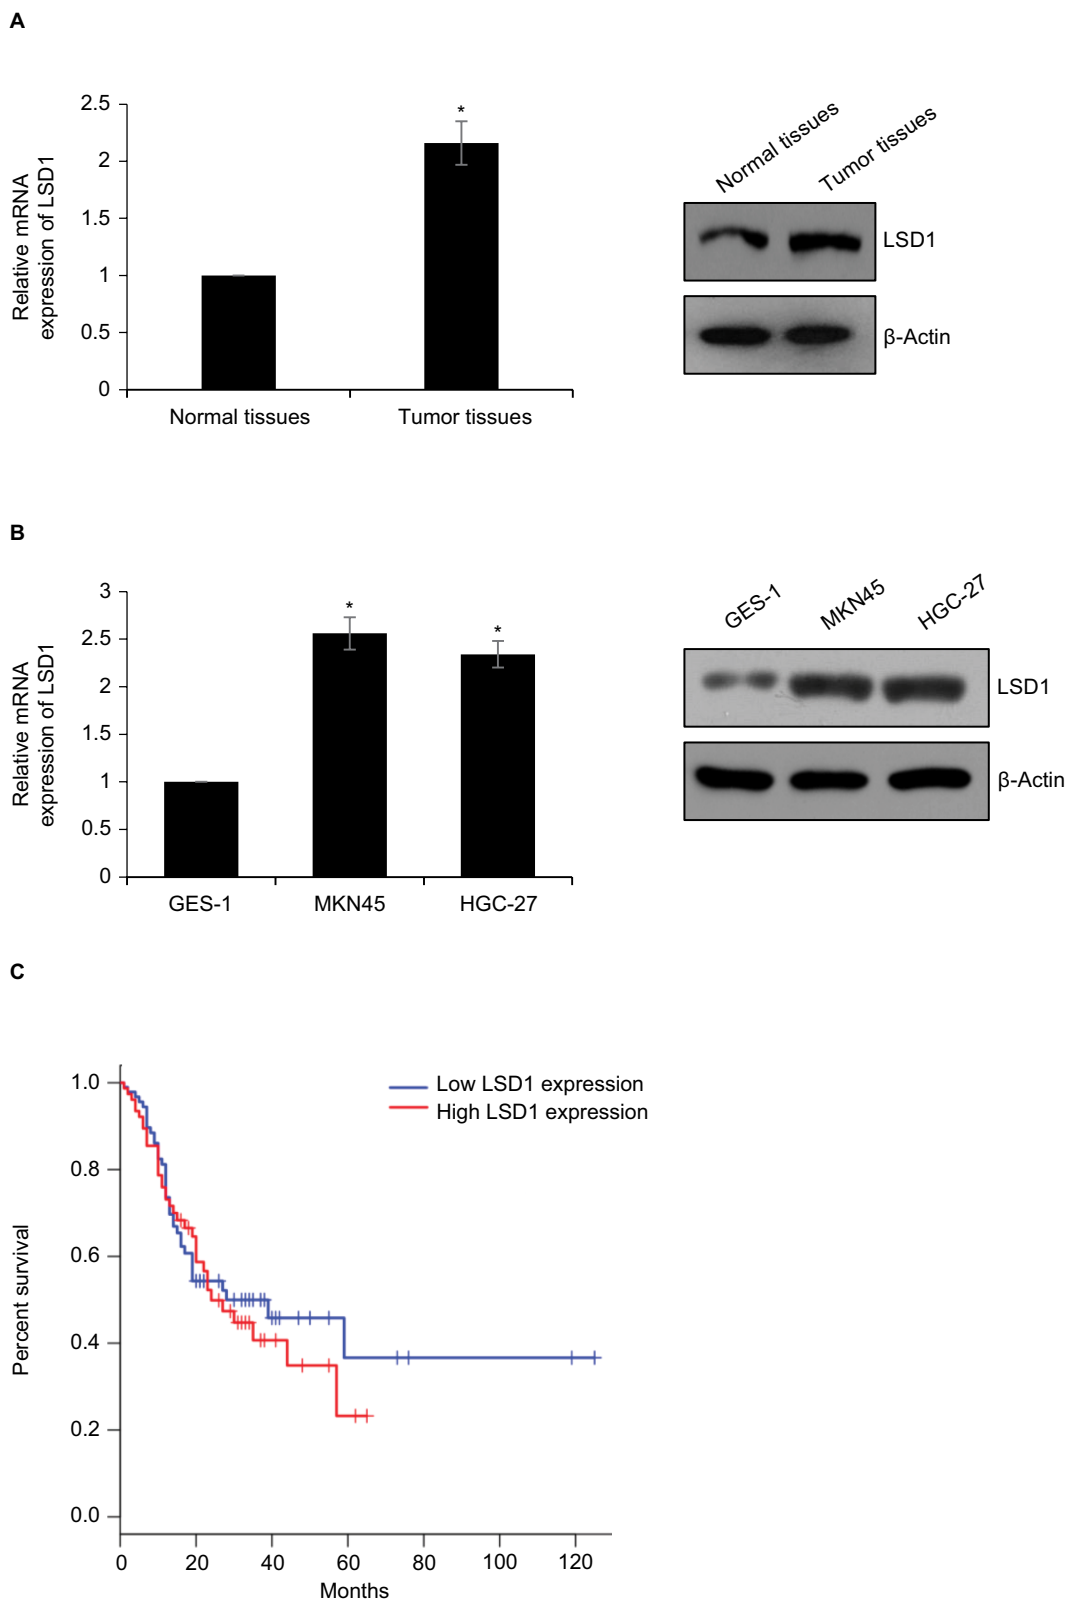 A
Relative mRNA
expression of LSD1
2.5
2
1.5
1
0.5
0
*
Normal tissues
Tumor tissues
Normal tissues
Tumor tissues
LSD1
β-Actin
B
Relative mRNA
expression of LSD1
3
2.5
2
1.5
1
0.5
0
*
*
GES-1
MKN45
HGC-27
GES-1
MKN45
HGC-27
LSD1
β-Actin
C
Percent survival
1.0
0.8
0.6
0.4
0.2
0.0
Low LSD1 expression
High LSD1 expression
0
20
40
60
80
100
120
Months